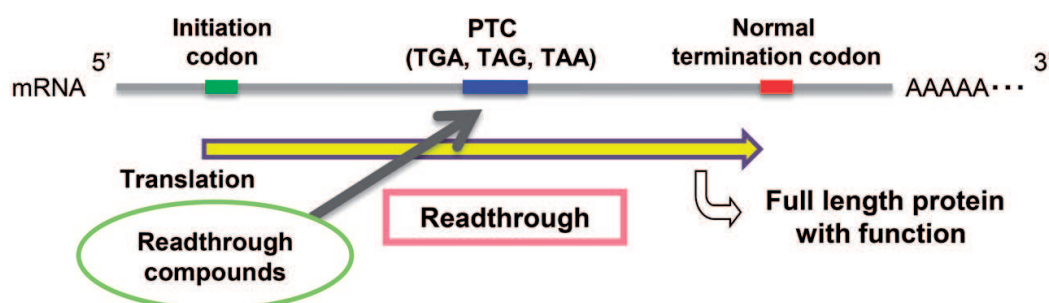 Initiation
codon
PTC
(TGA, TAG, TAA)
Normal
termination codon
5’
3’
mRNA
AAAAA···
Translation
Readthrough
compounds
Readthrough
Full length protein
with function